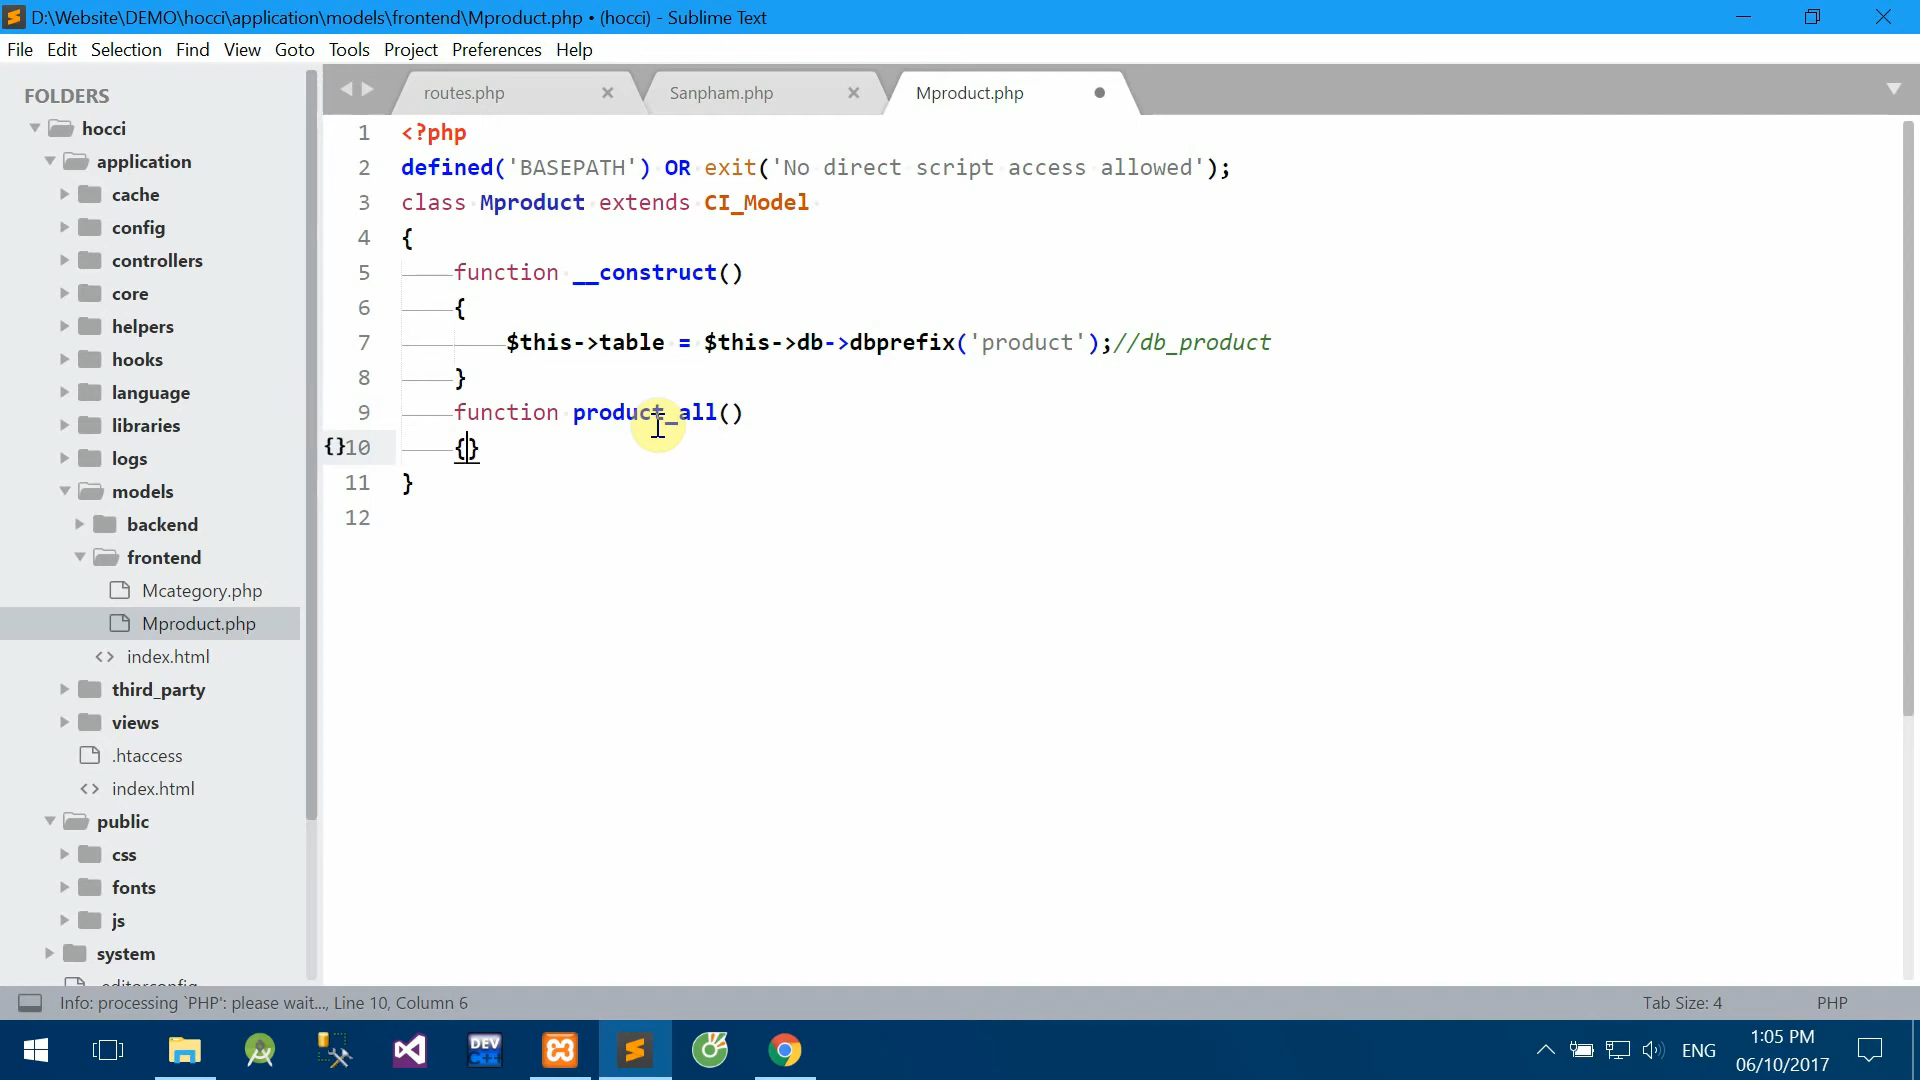 D:\Website\DEMO\hocci\application\models\frontend\Mproduct.php • (hocci) - Sublime Text
File Edit Selection Find View Goto Tools Project Preferences Help
FOLDERS
hocci
application
cache
config
controllers
core
helpers
hooks
language
libraries
logs
models
backend
frontend
Mcategory.php
Mproduct.php
index.html
third_party
views
.htaccess
index.html
public
css
fonts
js
system
.editorconfig
routes.php
Sanpham.php
Mproduct.php
1 <?php
2 defined('BASEPATH') OR exit('No direct script access allowed');
3 class Mproduct extends CI_Model
4 {
5 function __construct()
6 {
7 $this->table = $this->db->dbprefix('product');//db_product
8 }
9 function product_all()
{}10 {}
11 }
12
Info: processing `PHP': please wait..., Line 10, Column 6
Tab Size: 4
PHP
DEV C++
ENG
1:05 PM
06/10/2017